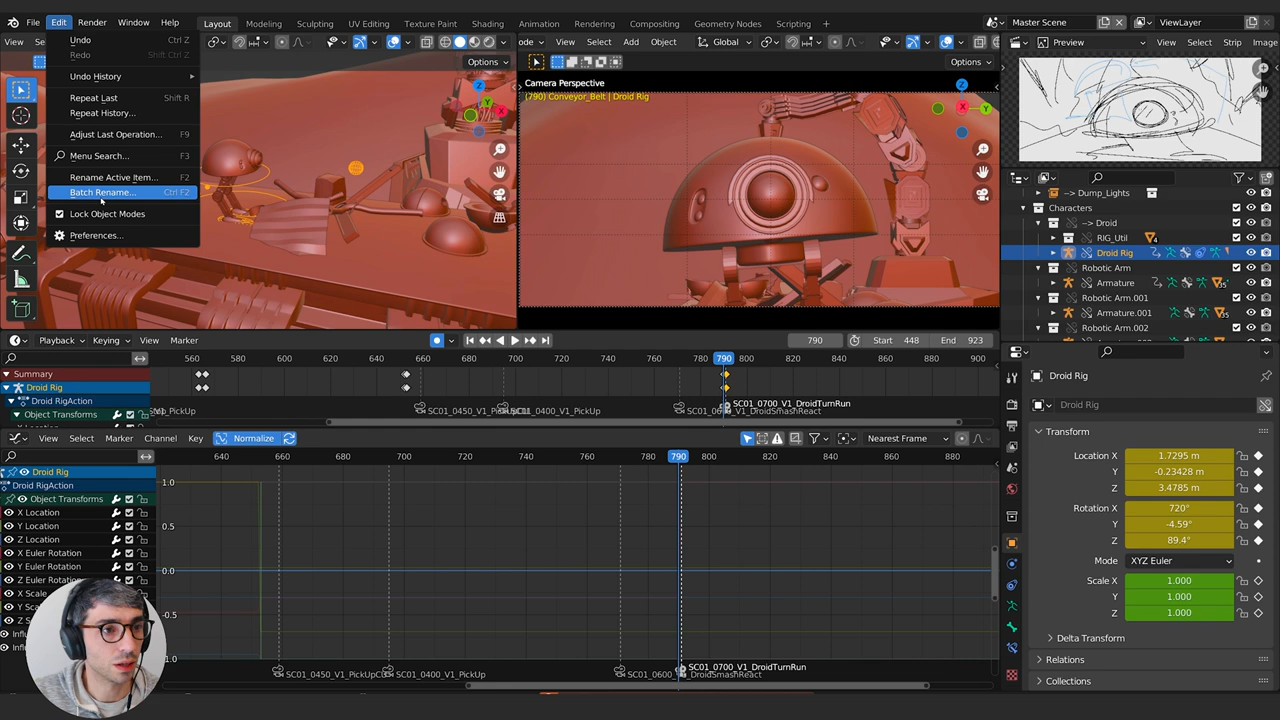 File Edit Render Window Help Layout Modeling Sculpting UV Editing Texture Paint Shading Animation Rendering Compositing Geometry Nodes Scripting + Master Scene ViewLayer
Undo Ctrl Z
Redo Shift Ctrl Z
Undo History
Repeat Last Shift R
Repeat History...
Adjust Last Operation... F9
Menu Search... F3
Rename Active Item... F2
Batch Rename... Ctrl F2
Lock Object Modes
Preferences...
Options
ode View Select Add Object Global
Options
Camera Perspective
(790) Conveyor_Belt | Droid Rig
Preview View Select Strip Image
--> Dump_Lights
Characters
--> Droid
RIG_Util 4
Droid Rig
Robotic Arm
Armature 35
Robotic Arm.001
Armature.001 35
Robotic Arm.002
Playback Keying View Marker 790 Start 448 End 923
560 580 600 620 640 660 680 700 720 740 760 780 790 800 820 840 860 880 900
Summary
Droid Rig
Droid RigAction
Object Transforms
SC01_0700_V1_DroidTurnRun
View Select Marker Channel Key Normalize Nearest Frame
640 660 680 700 720 740 760 780 790 800 820 840 860 880
Droid Rig
Droid RigAction
Object Transforms
X Location
Y Location
Z Location
X Euler Rotation
Y Euler Rotation
Z Euler Rotation
X Scale
1.0
0.5
0.0
-0.5
1.0
SC01_0700_V1_DroidTurnRun
SC01_0400_V1_PickUp
Droid Rig
Droid Rig
Transform
Location X 1.7295 m
Y -0.23428 m
Z 3.4785 m
Rotation X 720°
Y -4.59°
Z 89.4°
Mode XYZ Euler
Scale X 1.000
Y 1.000
Z 1.000
Delta Transform
Relations
Collections